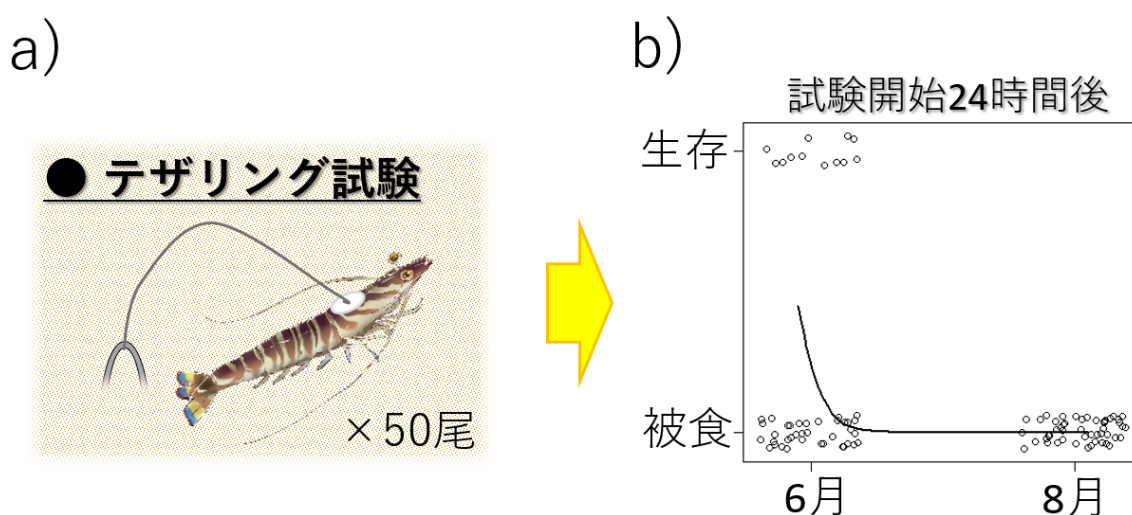 a)
● テザリング試験
×50尾
b)
試験開始24時間後
生存
被食
6月
8月